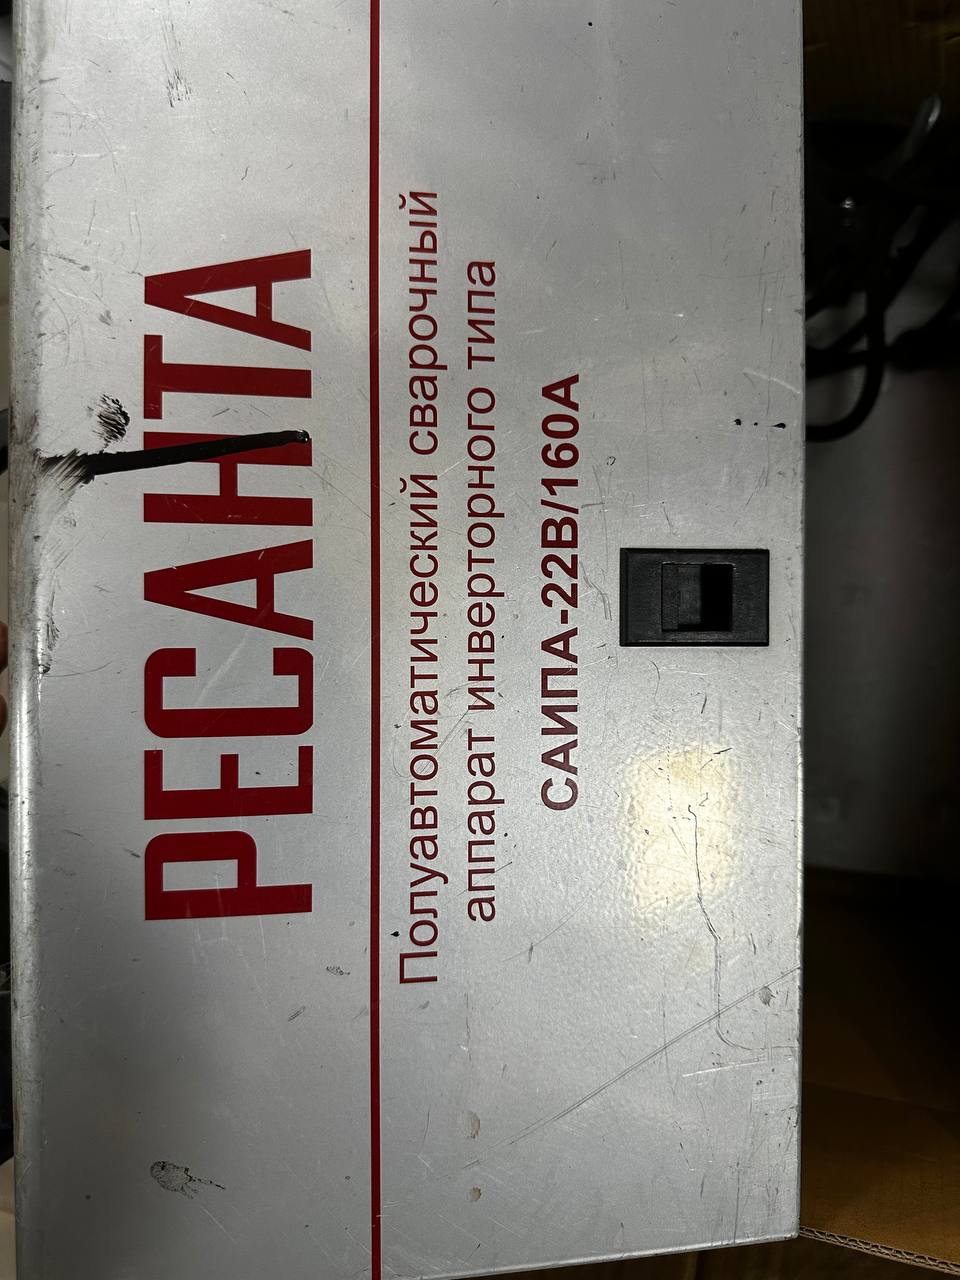 РЕСАНТА
Полуавтоматический сварочный
аппарат инверторного типа
САИПА-22В/160А